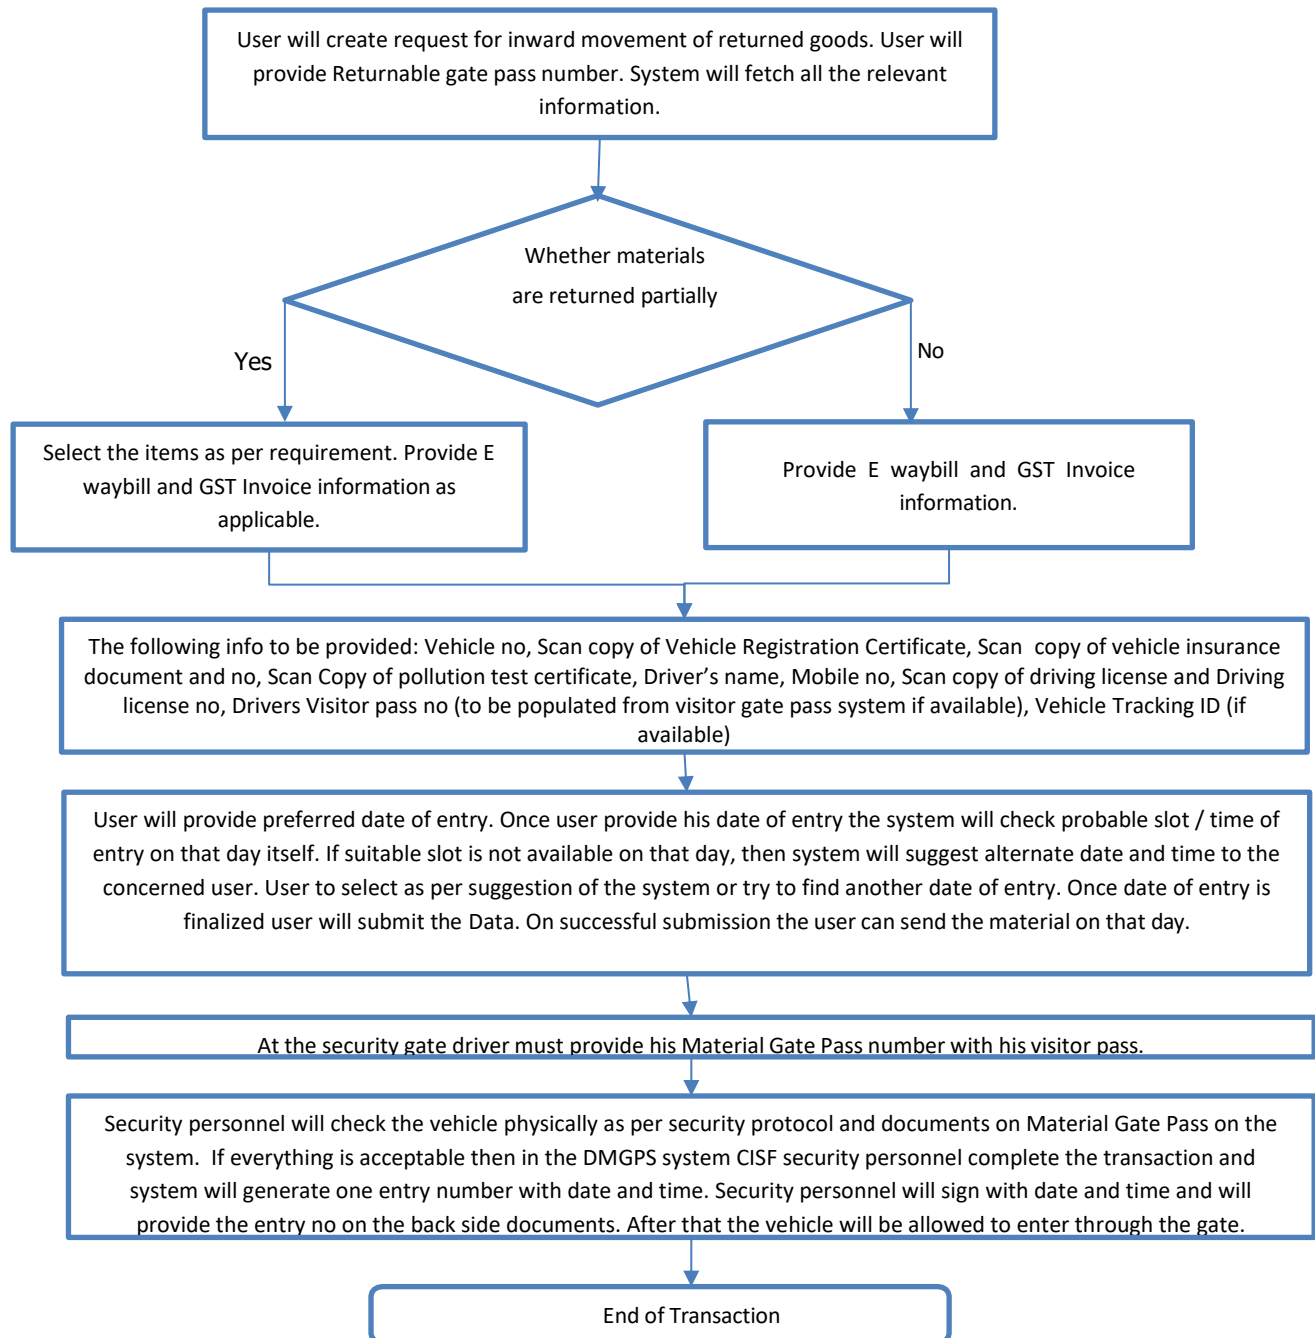 User will create request for inward movement of returned goods. User will
provide Returnable gate pass number. System will fetch all the relevant
information.
Whether materials
are returned partially
Yes
No
Select the items as per requirement. Provide E
waybill and GST Invoice information as
applicable.
Provide E waybill and GST Invoice
information.
The following info to be provided: Vehicle no, Scan copy of Vehicle Registration Certificate, Scan copy of vehicle insurance
document and no, Scan Copy of pollution test certificate, Driver’s name, Mobile no, Scan copy of driving license and Driving
license no, Drivers Visitor pass no (to be populated from visitor gate pass system if available), Vehicle Tracking ID (if
available)
User will provide preferred date of entry. Once user provide his date of entry the system will check probable slot / time of
entry on that day itself. If suitable slot is not available on that day, then system will suggest alternate date and time to the
concerned user. User to select as per suggestion of the system or try to find another date of entry. Once date of entry is
finalized user will submit the Data. On successful submission the user can send the material on that day.
At the security gate driver must provide his Material Gate Pass number with his visitor pass.
Security personnel will check the vehicle physically as per security protocol and documents on Material Gate Pass on the
system. If everything is acceptable then in the DMGPS system CISF security personnel complete the transaction and
system will generate one entry number with date and time. Security personnel will sign with date and time and will
provide the entry no on the back side documents. After that the vehicle will be allowed to enter through the gate.
End of Transaction